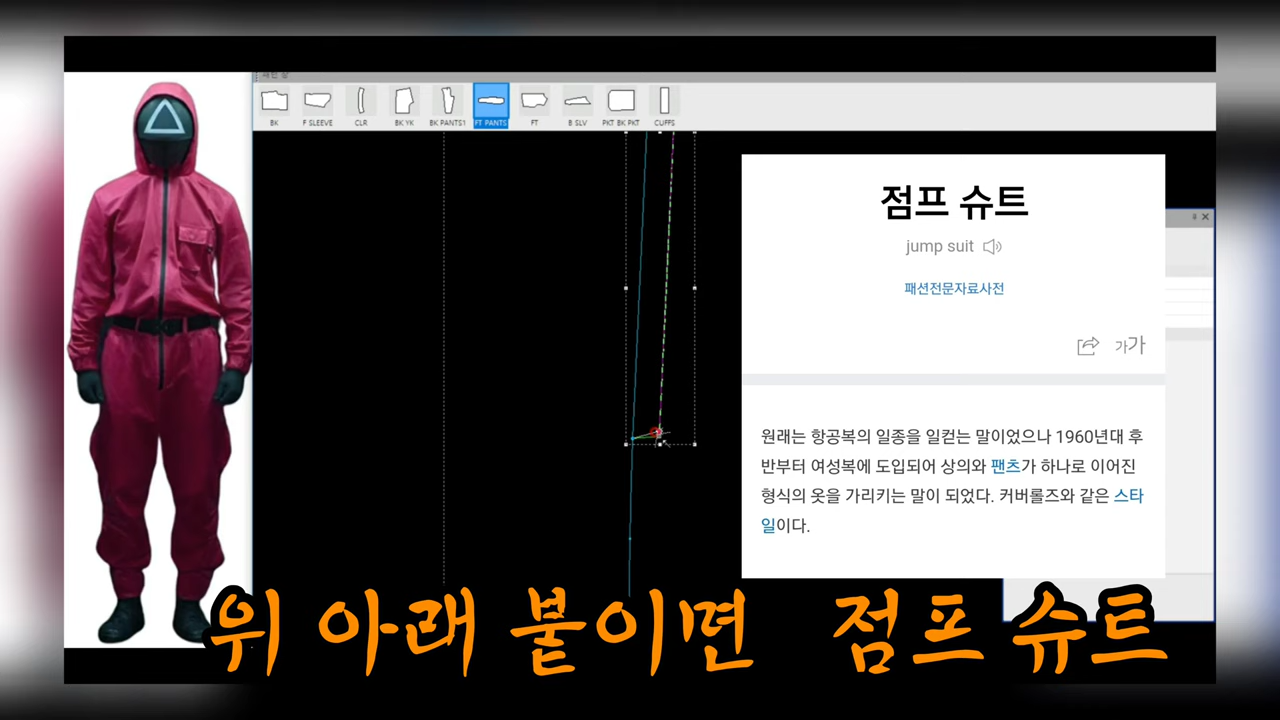 BK
F SLEEVE
CLR
BK YK
BK PANTS1
FT PANTS
FT
B SLV
PKT BK PKT
CUFFS
점프 슈트
jump suit
패션전문자료사전
가가
원래는 항공복의 일종을 일컫는 말이었으나 1960년대 후
반부터 여성복에 도입되어 상의와 팬츠가 하나로 이어진
형식의 옷을 가리키는 말이 되었다. 커버롤즈와 같은 스타
일이다.
위 아래 붙이면 점프 슈트